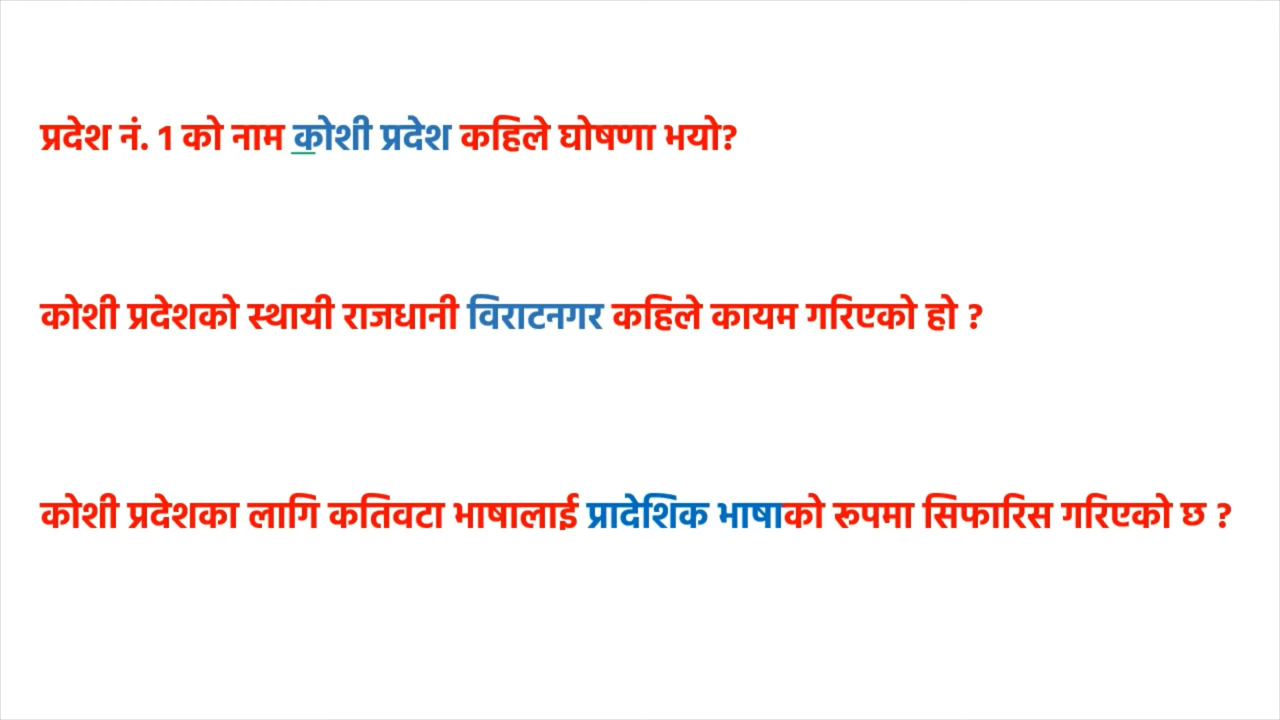 प्रदेश नं. 1 को नाम कोशी प्रदेश कहिले घोषणा भयो?
कोशी प्रदेशको स्थायी राजधानी विराटनगर कहिले कायम गरिएको हो ?
कोशी प्रदेशका लागि कतिवटा भाषालाई प्रादेशिक भाषाको रूपमा सिफारिस गरिएको छ ?